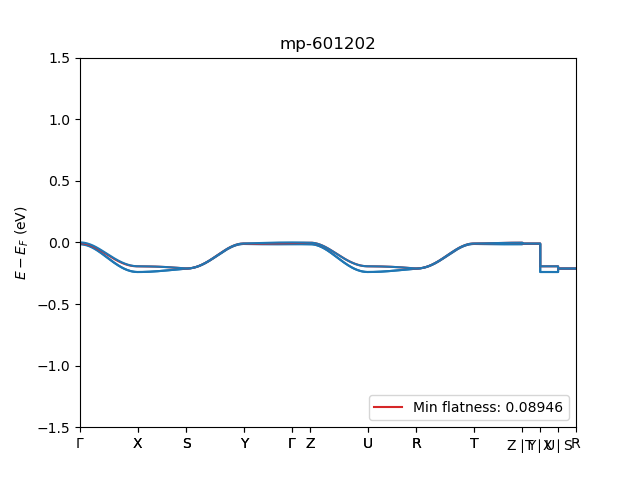 mp-601202
E − E_F (eV)
1.5
1.0
0.5
0.0
−0.5
−1.0
−1.5
Min flatness: 0.08946
Γ X S Y Γ Z U R T Z|T Y|X U|S R